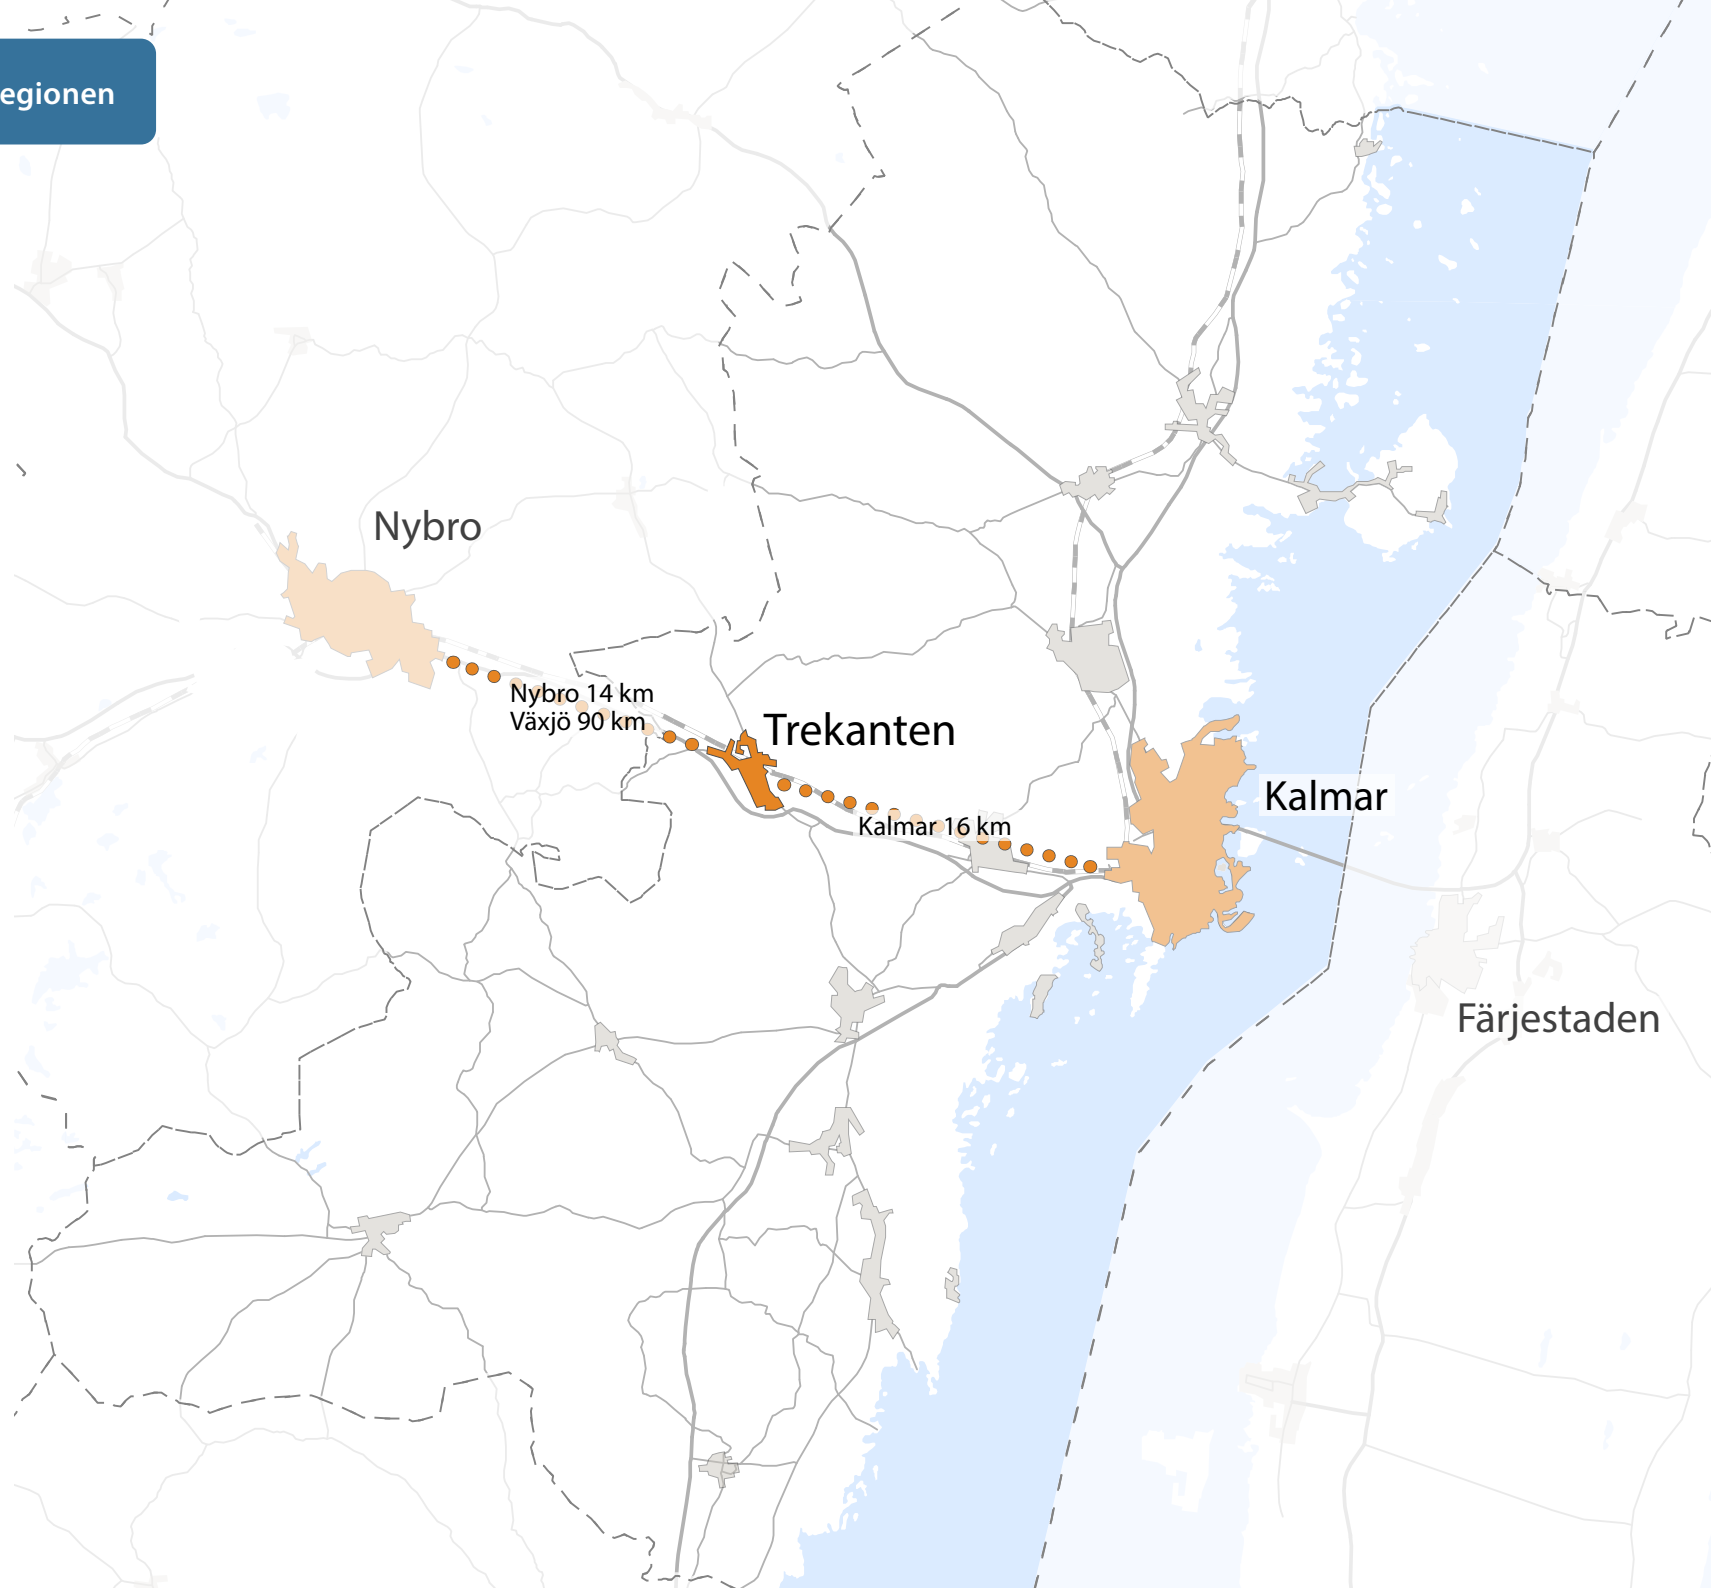 egionen
Nybro
Nybro 14 km
Växjö 90 km
Trekanten
Kalmar
Kalmar 16 km
Färjestaden